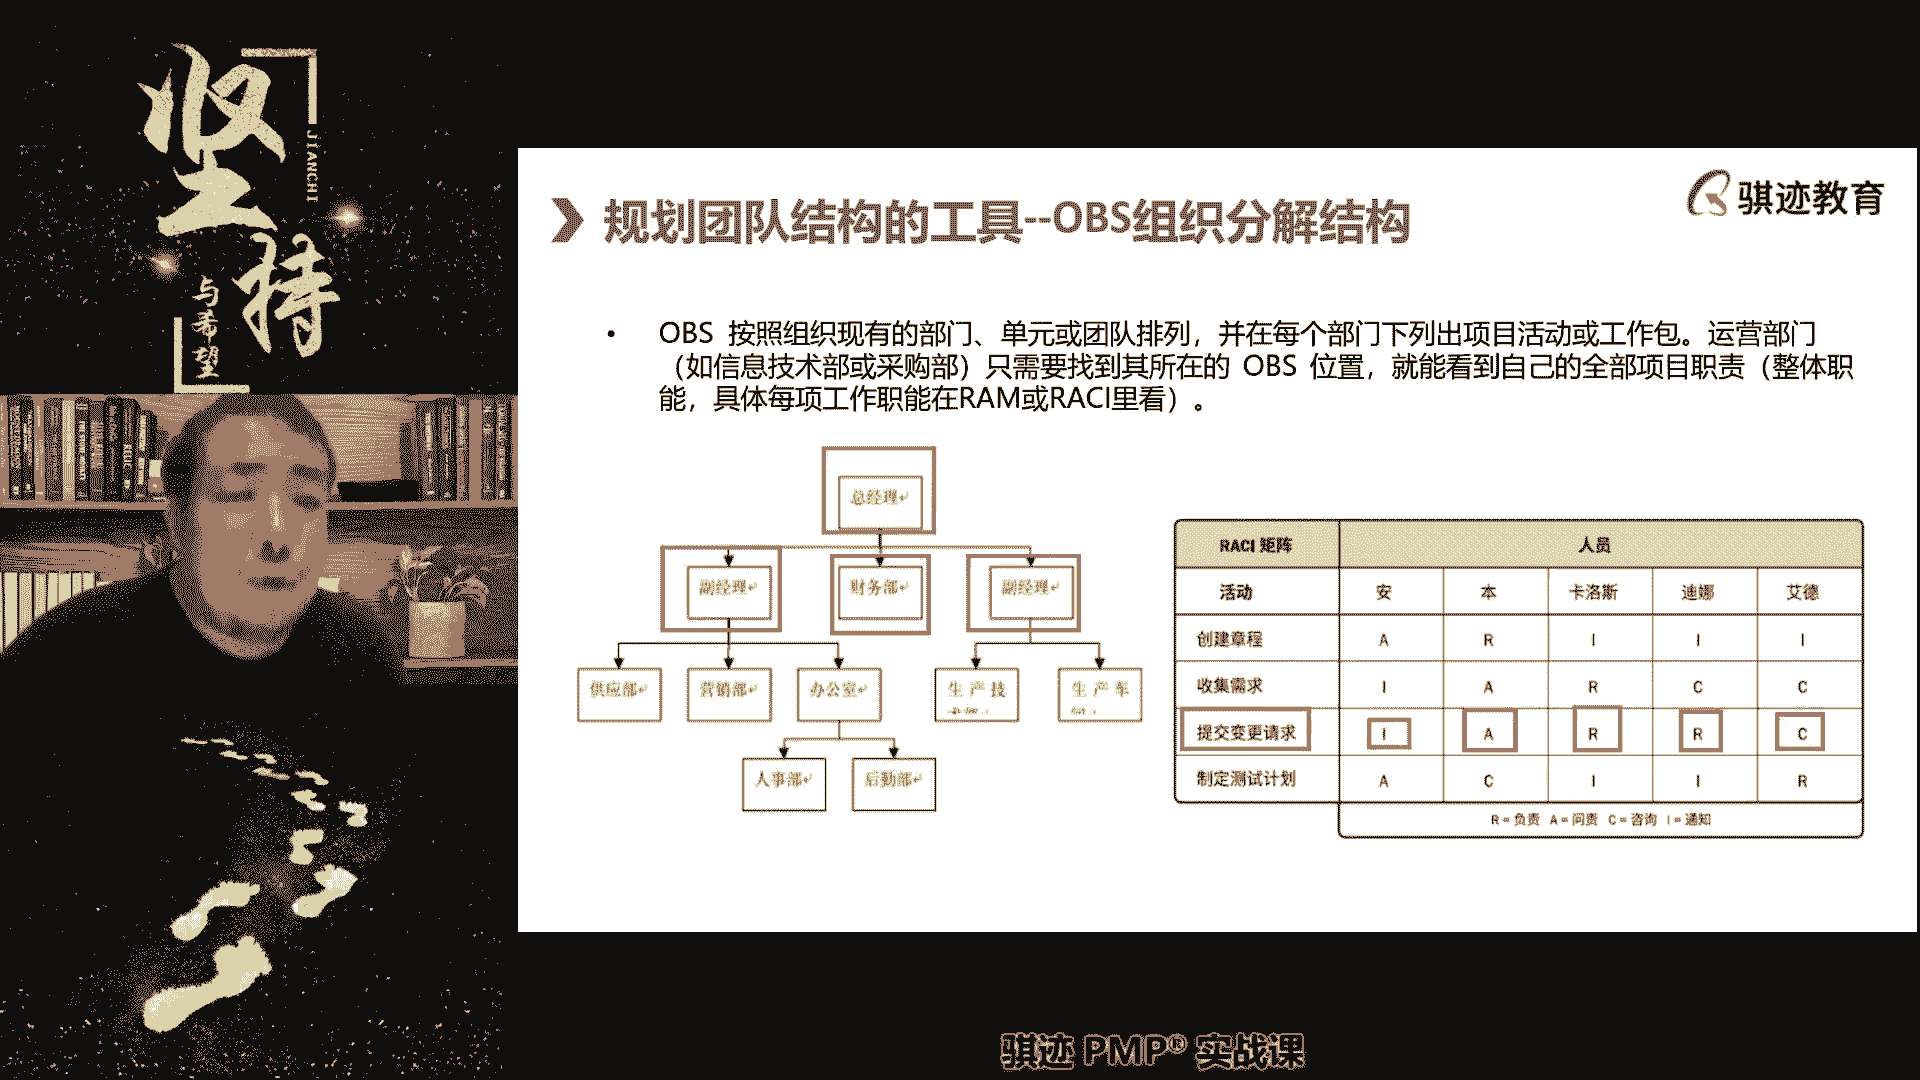 坚持
JIANCHI
与希望
骐迹教育
规划团队结构的工具--OBS组织分解结构
• OBS 按照组织现有的部门、单元或团队排列，并在每个部门下列出项目活动或工作包。运营部门
（如信息技术部或采购部）只需要找到其所在的 OBS 位置，就能看到自己的全部项目职责（整体职
能，具体每项工作职能在RAM或RACI里看）。
总经理
副经理 财务部 副经理
供应部 营销部 办公室 生产技 生产车
人事部 后勤部
RACI 矩阵 人员
活动 安 本 卡洛斯 迪娜 艾德
创建章程 A R I I I
收集需求 I A R C C
提交变更请求 I A R R C
制定测试计划 A C I I R
R = 负责 A = 问责 C = 咨询 I = 通知
骐迹 PMP® 实战课